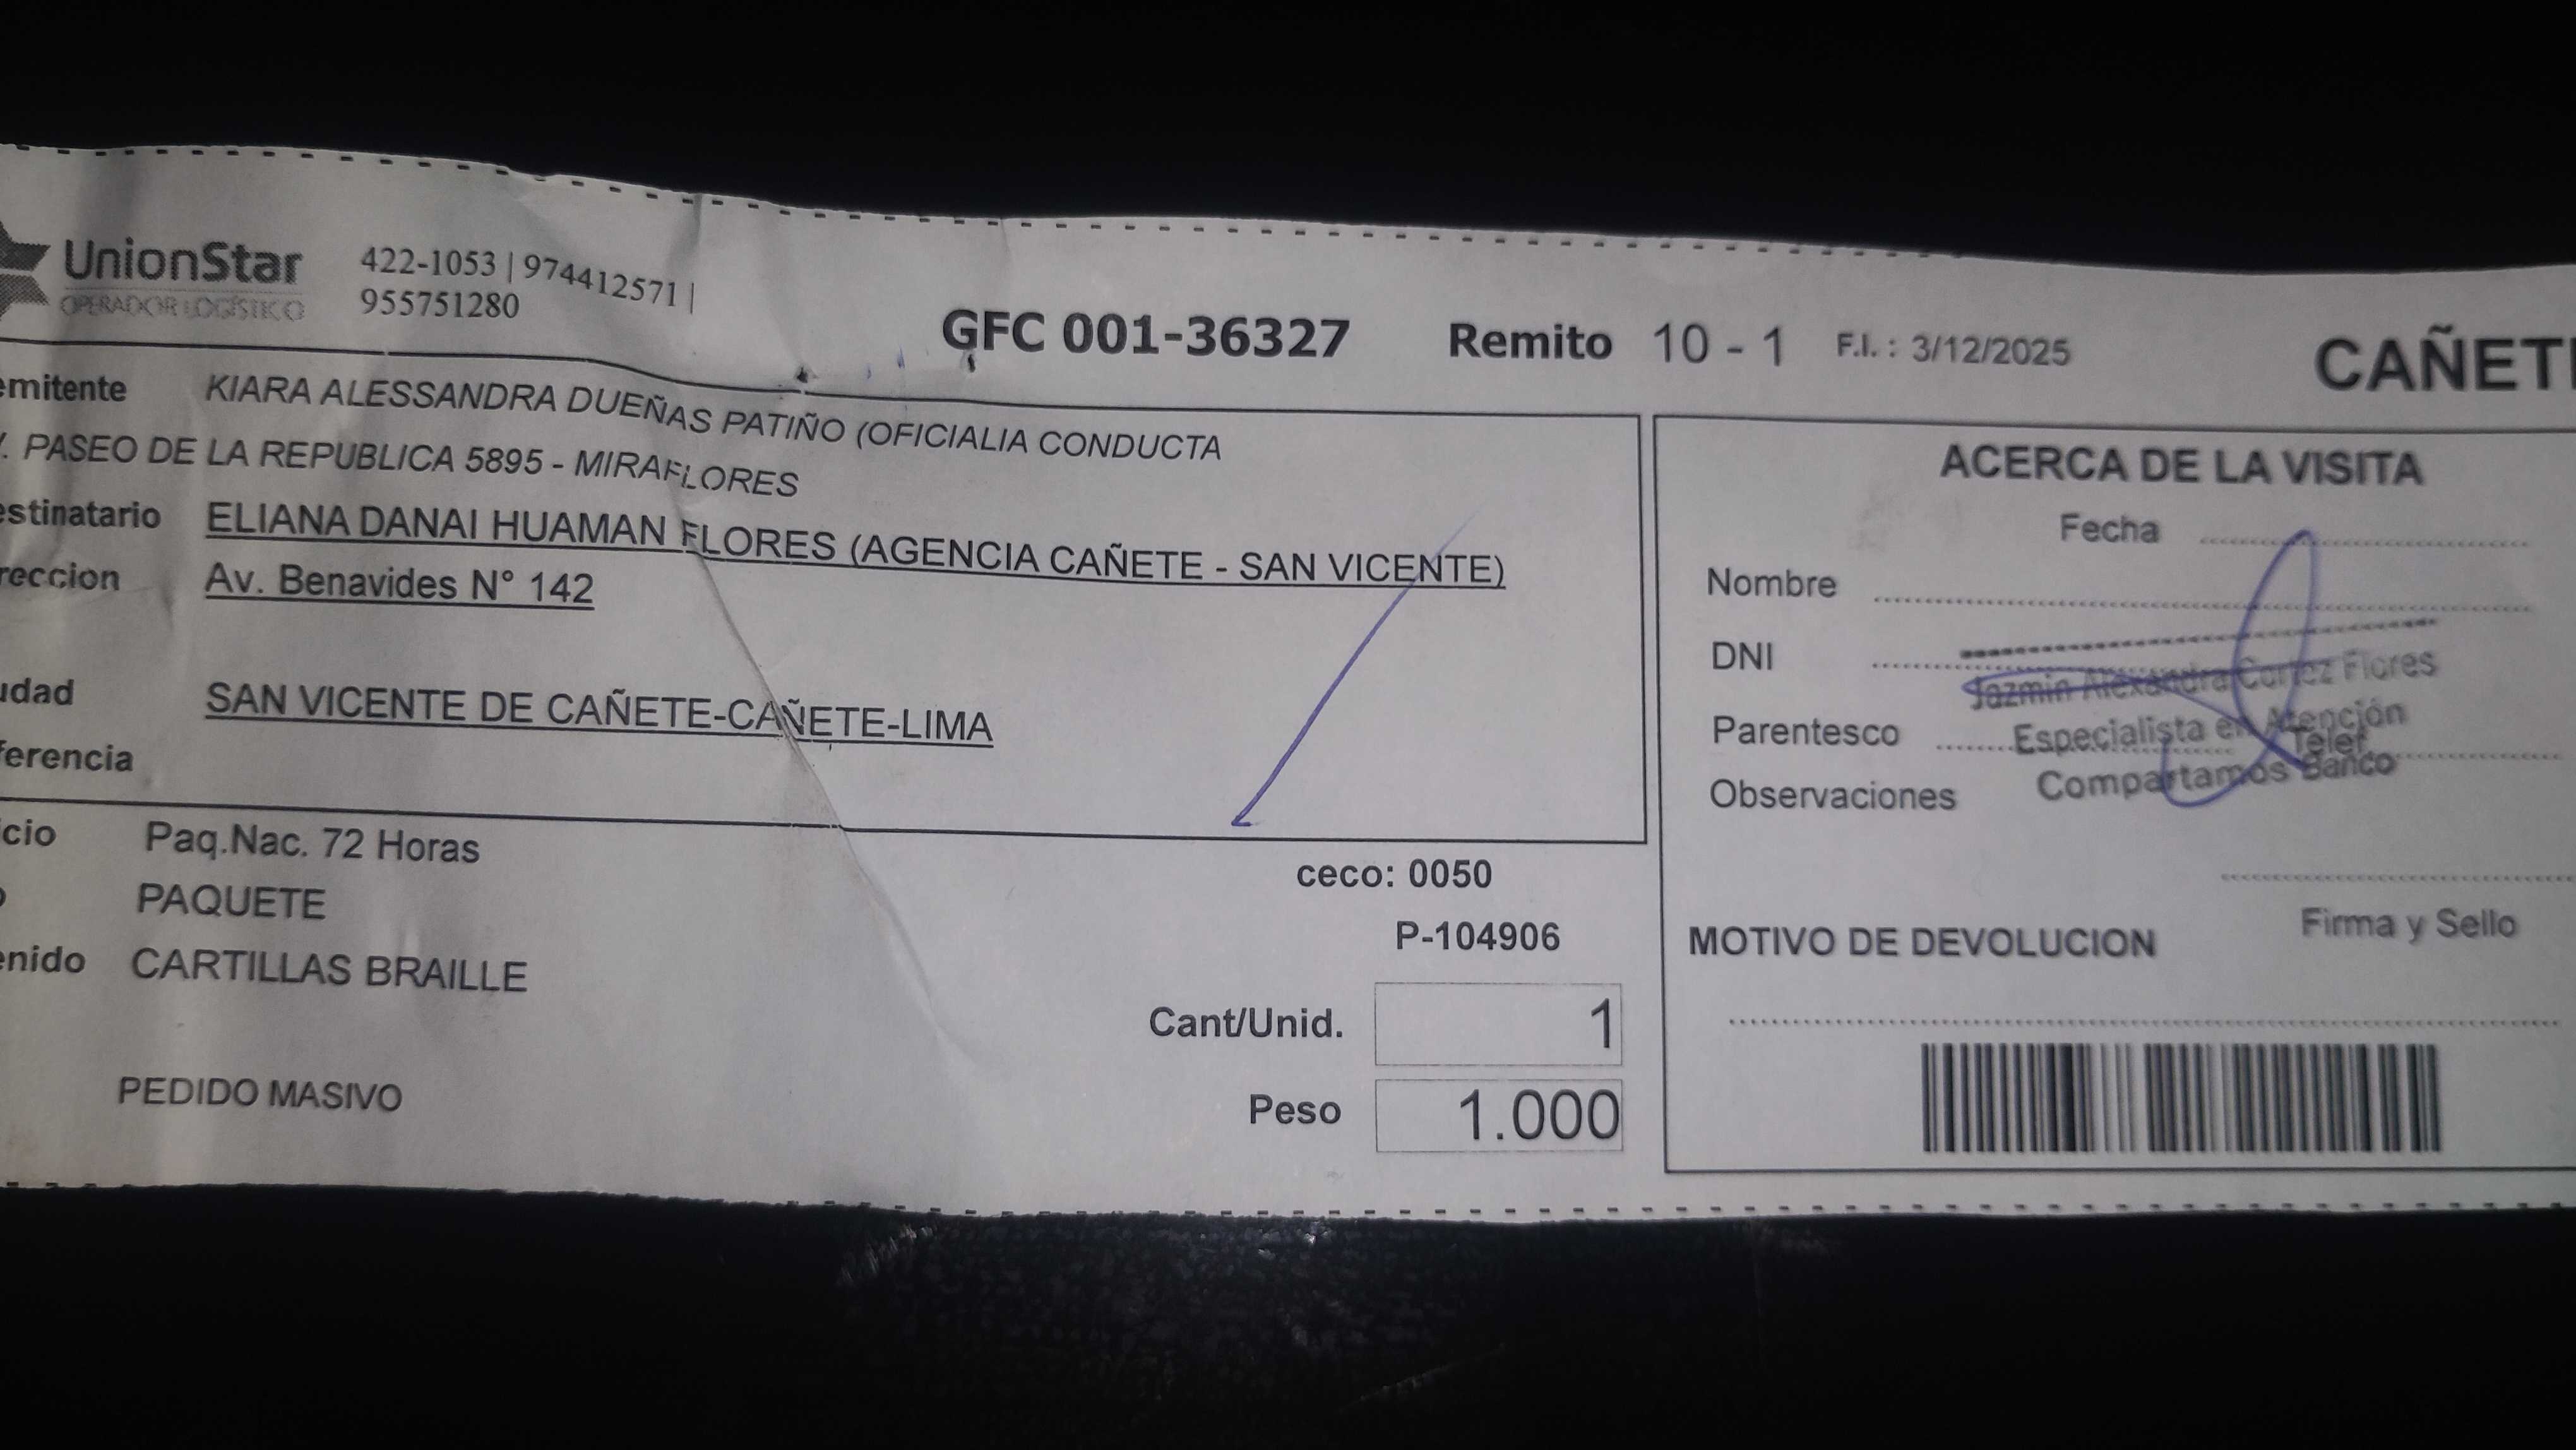 UnionStar
OPERADOR LOGÍSTICO
422-1053 | 974412571 |
955751280
GFC 001-36327 Remito 10 - 1 F.I. : 3/12/2025 CAÑET
mitente KIARA ALESSANDRA DUEÑAS PATIÑO (OFICIALIA CONDUCTA
. PASEO DE LA REPUBLICA 5895 - MIRAFLORES
stinatario ELIANA DANAI HUAMAN FLORES (AGENCIA CAÑETE - SAN VICENTE)
reccion Av. Benavides N° 142
udad SAN VICENTE DE CAÑETE-CAÑETE-LIMA
ferencia
cio Paq.Nac. 72 Horas
PAQUETE
enido CARTILLAS BRAILLE
PEDIDO MASIVO
ceco: 0050
P-104906
Cant/Unid. 1
Peso 1.000
ACERCA DE LA VISITA
Fecha
Nombre
DNI
Jazmin Alexandra Cortez Flores
Parentesco Especialista en Atención
Telef
Observaciones Compartamos Banco
Firma y Sello
MOTIVO DE DEVOLUCION